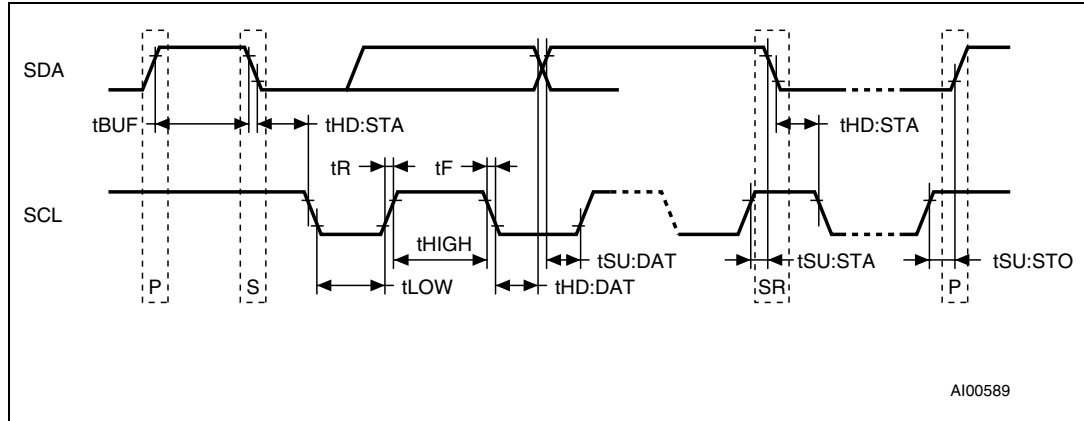 SDA
tBUF
tHD:STA
tHD:STA
tR
tF
SCL
tHIGH
tSU:DAT
tSU:STA
tSU:STO
P
S
tLOW
tHD:DAT
SR
P
AI00589